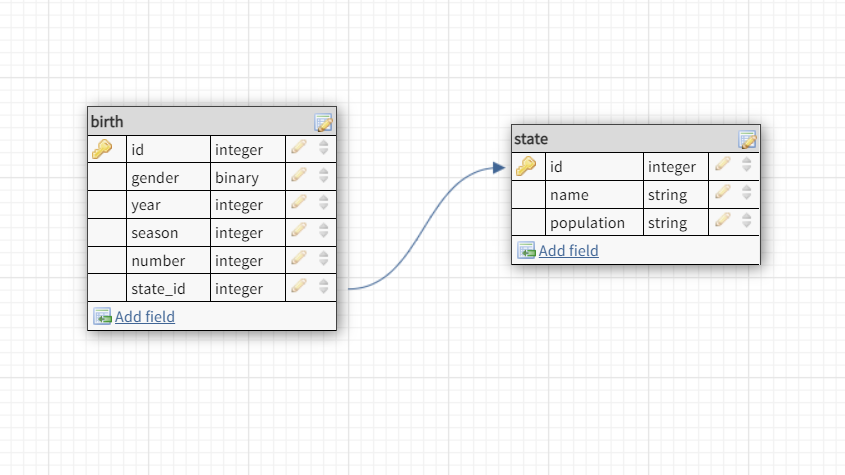 birth
id integer
gender binary
year integer
season integer
number integer
state_id integer
Add field
state
id integer
name string
population string
Add field